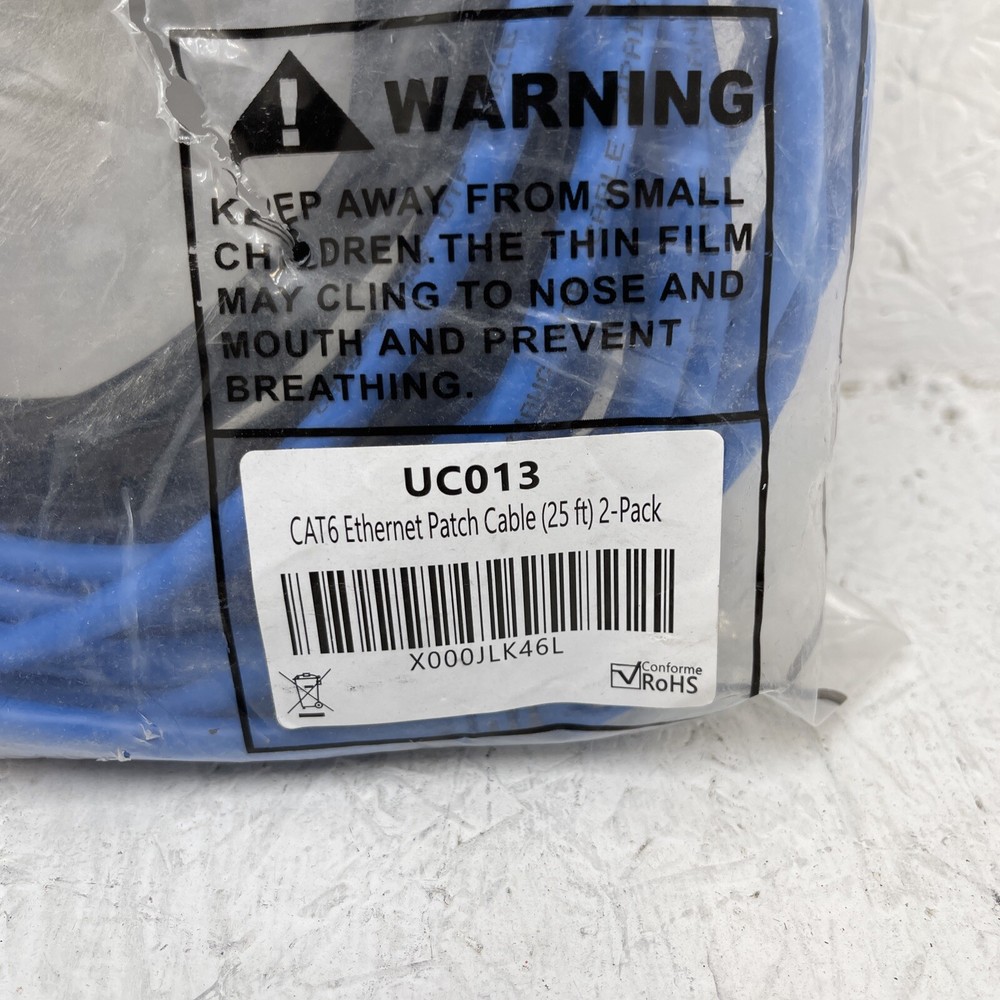 WARNING
KEEP AWAY FROM SMALL
CHILDREN.THE THIN FILM
MAY CLING TO NOSE AND
MOUTH AND PREVENT
BREATHING.
UC013
CAT6 Ethernet Patch Cable (25 ft) 2-Pack
X000JLK46L
Conforme
RoHS